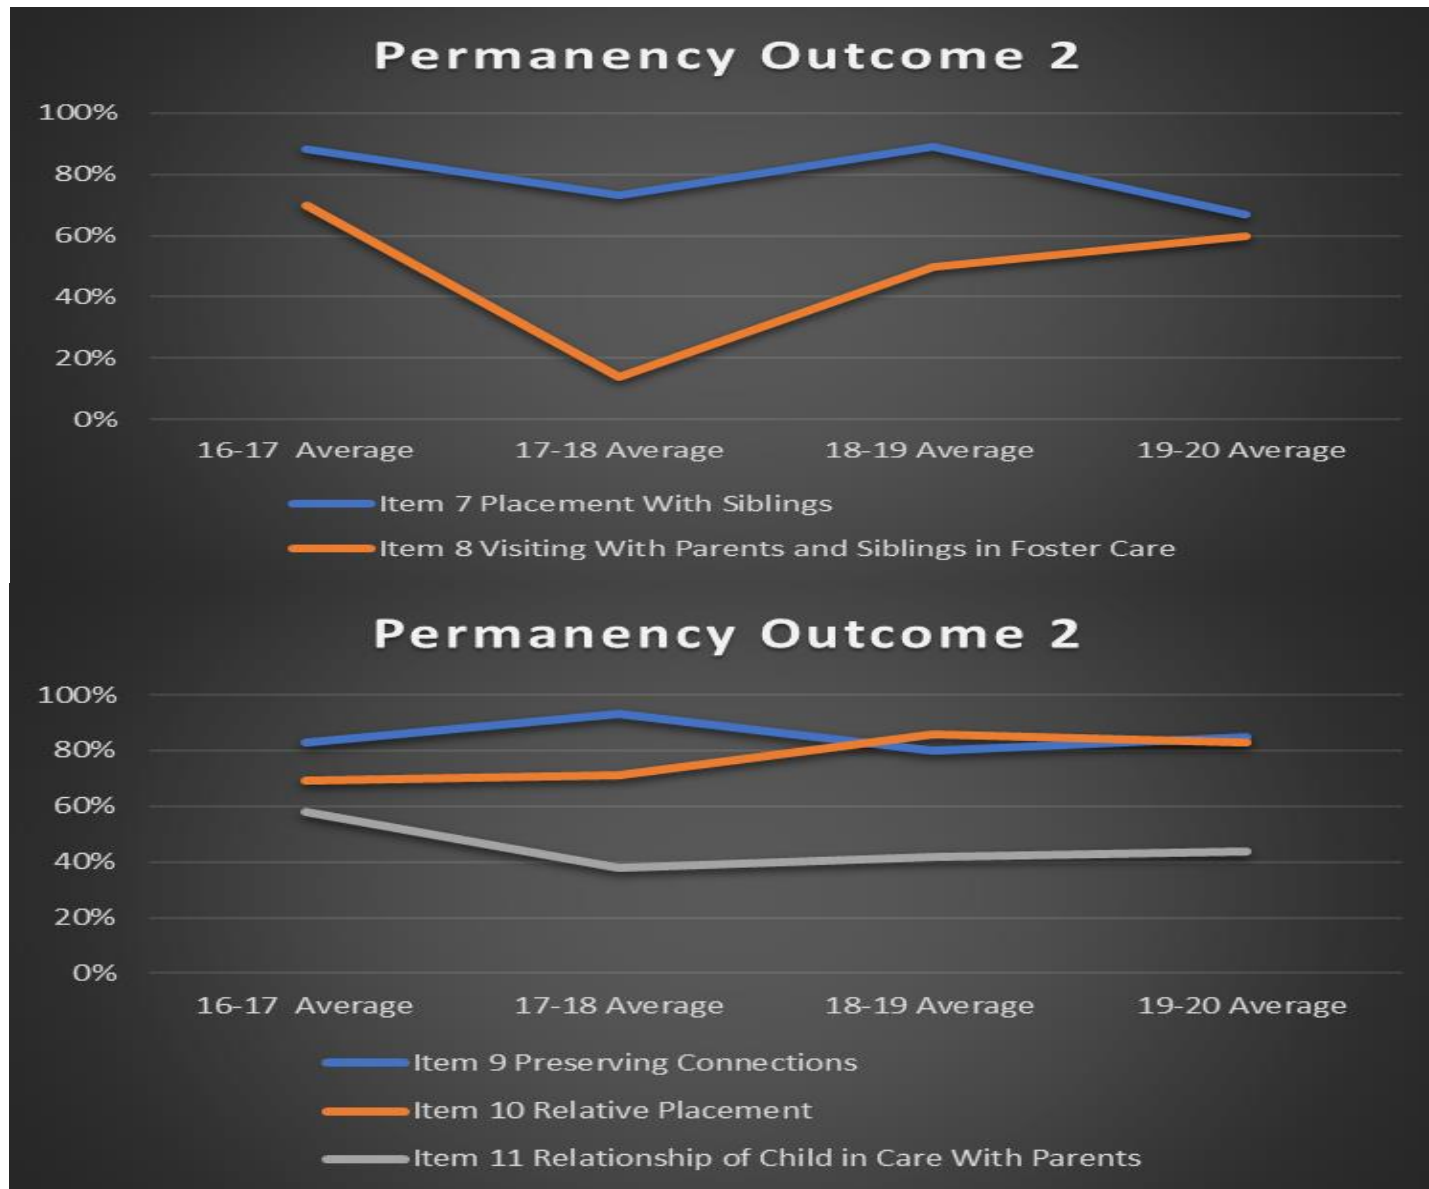 Permanency Outcome 2
100%
80%
60%
40%
20%
0%
16-17 Average 17-18 Average 18-19 Average 19-20 Average
Item 7 Placement With Siblings
Item 8 Visiting With Parents and Siblings in Foster Care
Permanency Outcome 2
100%
80%
60%
40%
20%
0%
16-17 Average 17-18 Average 18-19 Average 19-20 Average
Item 9 Preserving Connections
Item 10 Relative Placement
Item 11 Relationship of Child in Care With Parents